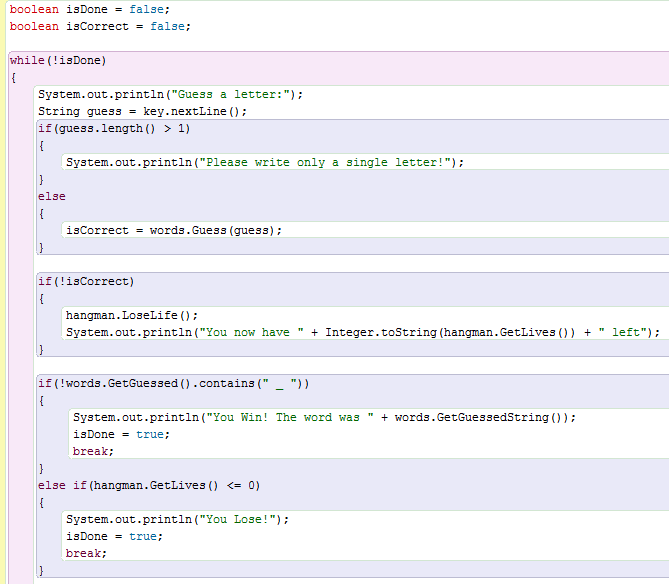 boolean isDone = false;
boolean isCorrect = false;
while(!isDone)
{
System.out.println("Guess a letter:");
String guess = key.nextLine();
if(guess.length() > 1)
{
System.out.println("Please write only a single letter!");
}
else
{
isCorrect = words.Guess(guess);
}
if(!isCorrect)
{
hangman.LoseLife();
System.out.println("You now have " + Integer.toString(hangman.GetLives()) + " left");
}
if(!words.GetGuessed().contains(" _ "))
{
System.out.println("You Win! The word was " + words.GetGuessedString());
isDone = true;
break;
}
else if(hangman.GetLives() <= 0)
{
System.out.println("You Lose!");
isDone = true;
break;
}